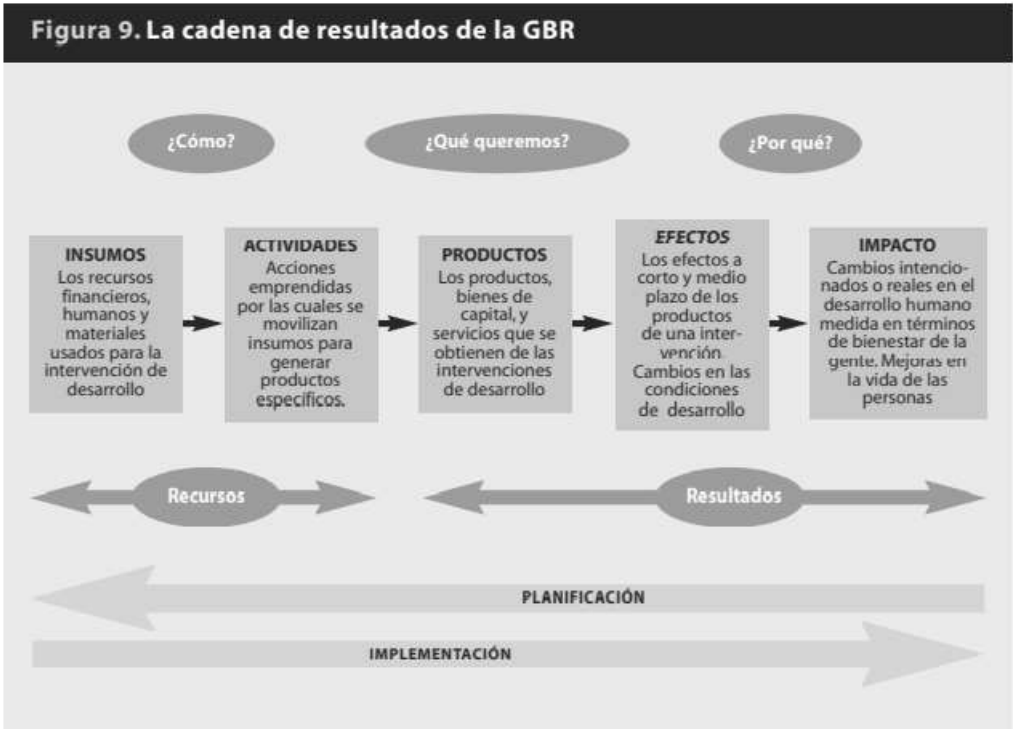 Figura 9. La cadena de resultados de la GBR
¿Cómo?
¿Qué queremos?
¿Por qué?
INSUMOS
Los recursos
financieros,
humanos y
materiales
usados para la
intervención de
desarrollo
ACTIVIDADES
Acciones
emprendidas
por las cuales se
movilizan
insumos para
generar
productos
específicos.
PRODUCTOS
Los productos,
bienes de
capital, y
servicios que se
obtienen de las
intervenciones
de desarrollo
EFECTOS
Los efectos a
corto y medio
plazo de los
productos
de una inter-
vención.
Cambios en las
condiciones
de desarrollo
IMPACTO
Cambios intencio-
nados o reales en el
desarrollo humano
medida en términos
de bienestar de la
gente. Mejoras en
la vida de las
personas
Recursos
Resultados
PLANIFICACIÓN
IMPLEMENTACIÓN